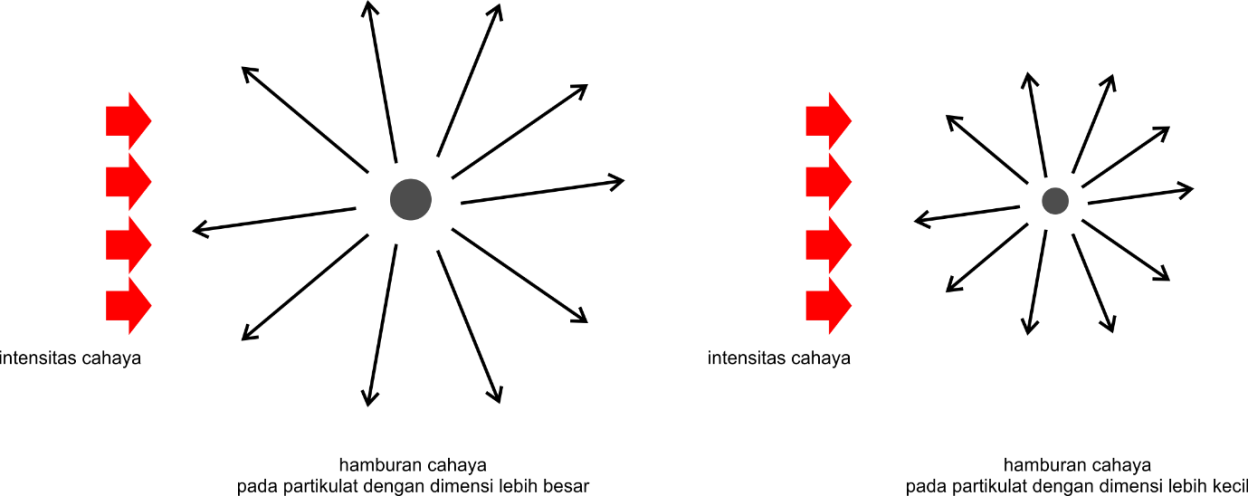 intensitas cahaya
hamburan cahaya
pada partikulat dengan dimensi lebih besar
intensitas cahaya
hamburan cahaya
pada partikulat dengan dimensi lebih kecil